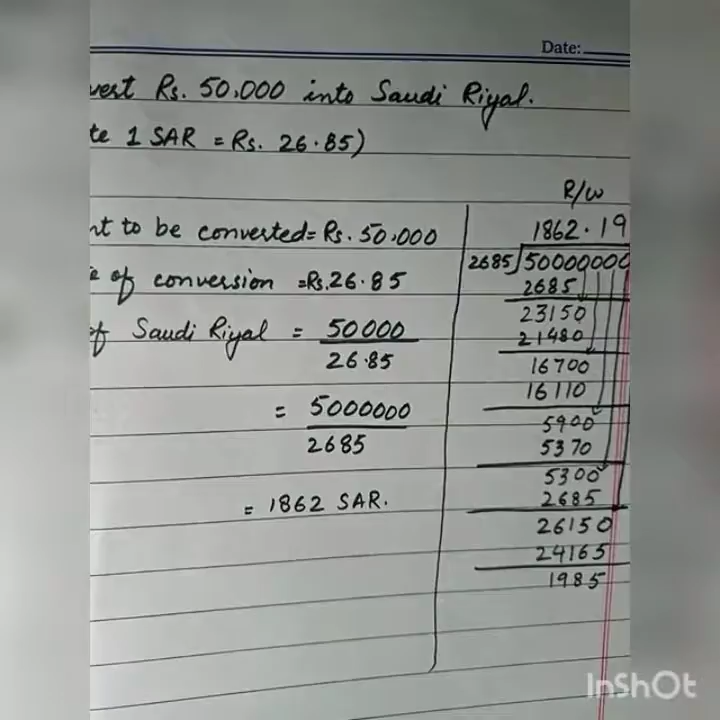 Date:
vert Rs. 50,000 into Saudi Riyal.
te 1 SAR = Rs. 26.85)
R/W
nt to be converted = Rs. 50,000
1862.19
e of conversion = Rs. 26.85
2685)50000000
2685
23150
of Saudi Riyal = 50000
21480
26.85
16700
16110
= 5000000
5900
2685
5370
5300
= 1862 SAR.
2685
26150
24165
1985
InShOt